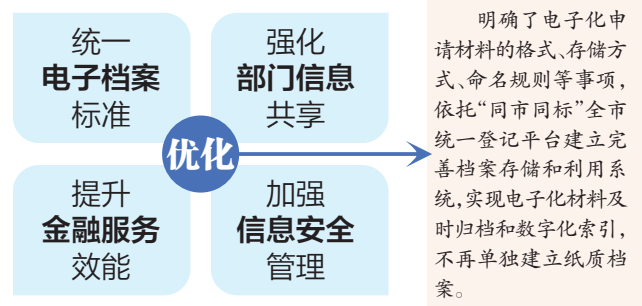 统一
电子档案
标准
强化
部门信息
共享
优化
提升
金融服务
效能
加强
信息安全
管理
明确了电子化申
请材料的格式、存储方
式、命名规则等事项，
依托“同市同标”全市
统一登记平台建立完
善档案存储和利用系
统，实现电子化材料及
时归档和数字化索引，
不再单独建立纸质档
案。